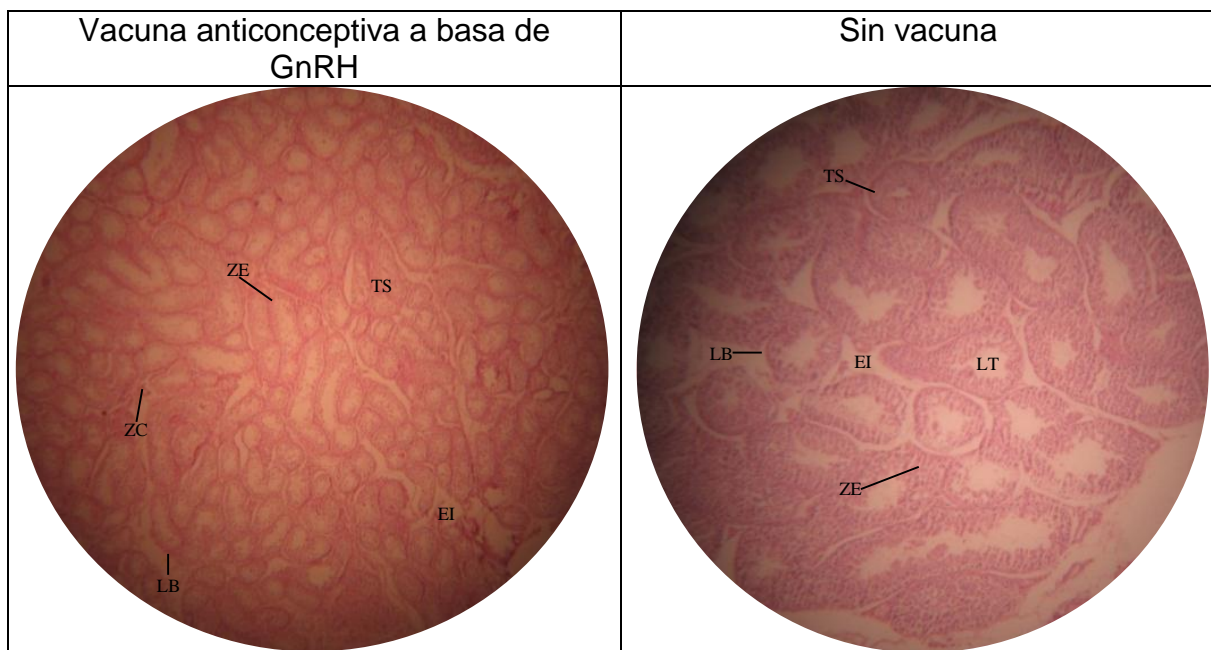 Vacuna anticonceptiva a basa de
GnRH
Sin vacuna
ZE
TS
ZC
EI
LB
TS
LB
EI
LT
ZE